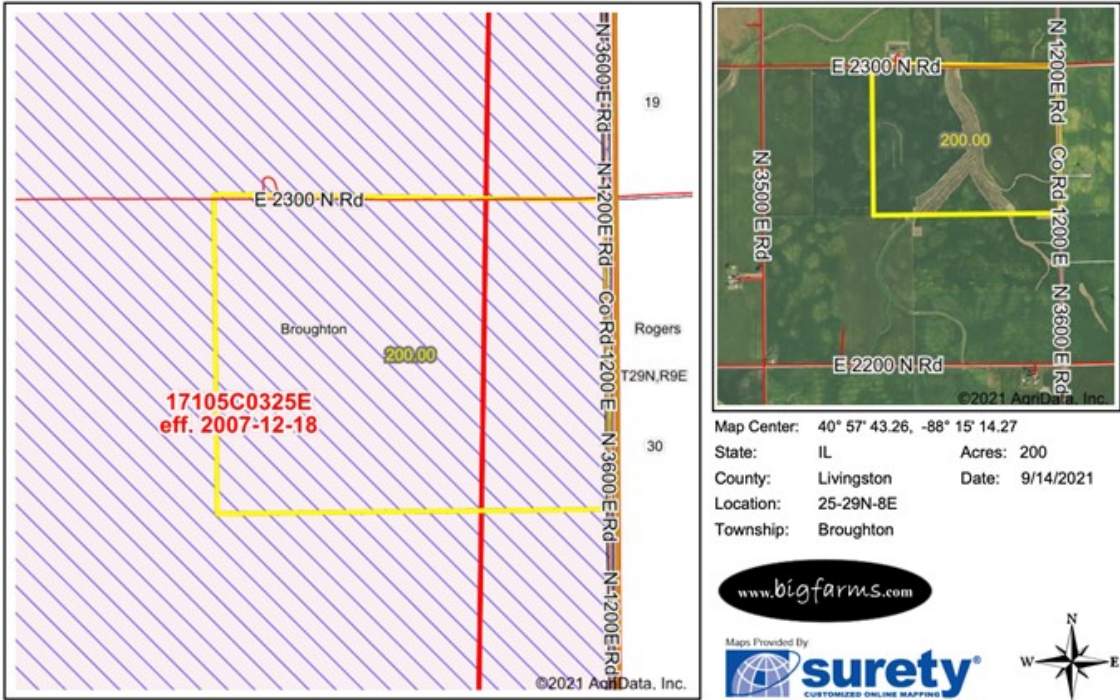 N 3600 E Rd N 1200E Rd Co Rd 1200 E N 3600 E Rd N 1200E Rd
19
E 2300 N Rd
Broughton
Rogers
200.00
T29N,R9E
17105C0325E
eff. 2007-12-18
30
©2021 AgriData, Inc.
N 1200E Rd Co Rd 1200 E N 3600 E Rd
E 2300 N Rd
200.00
N 3500 E Rd
E 2200 N Rd
©2021 AgriData, Inc.
Map Center: 40° 57' 43.26, -88° 15' 14.27
State: IL Acres: 200
County: Livingston Date: 9/14/2021
Location: 25-29N-8E
Township: Broughton
www.bigfarms.com
Maps Provided By
surety®
CUSTOMIZED ONLINE MAPPING
N
W E